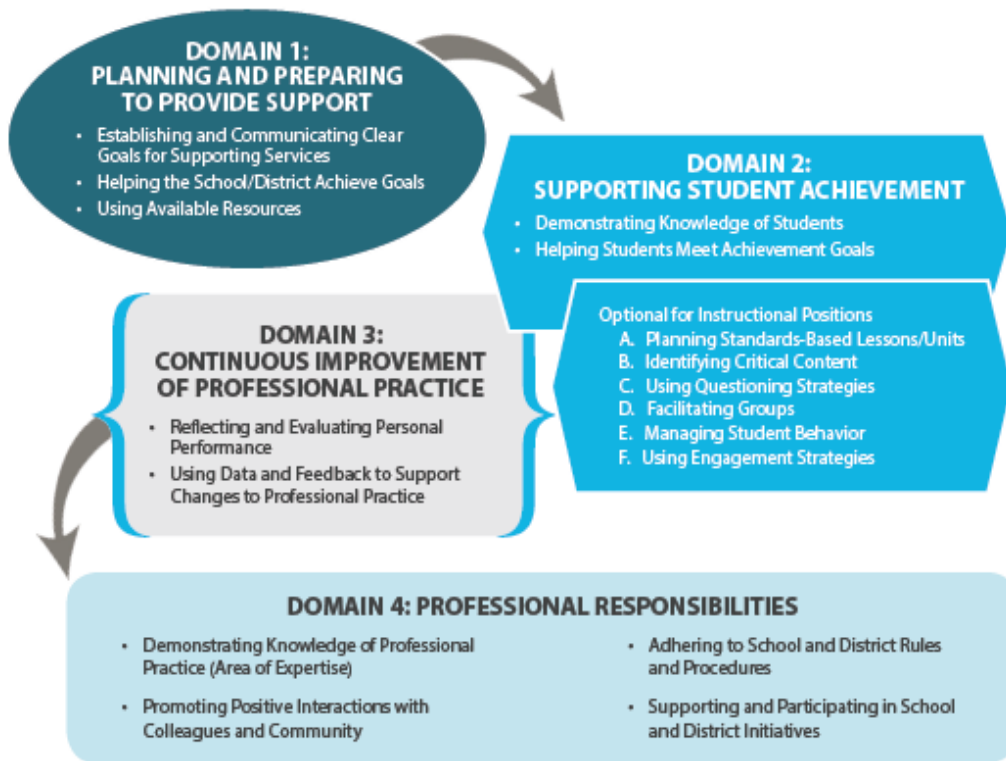 DOMAIN 1:
PLANNING AND PREPARING
TO PROVIDE SUPPORT
• Establishing and Communicating Clear
Goals for Supporting Services
• Helping the School/District Achieve Goals
• Using Available Resources
DOMAIN 2:
SUPPORTING STUDENT ACHIEVEMENT
• Demonstrating Knowledge of Students
• Helping Students Meet Achievement Goals
Optional for Instructional Positions
A. Planning Standards-Based Lessons/Units
B. Identifying Critical Content
C. Using Questioning Strategies
D. Facilitating Groups
E. Managing Student Behavior
F. Using Engagement Strategies
DOMAIN 3:
CONTINUOUS IMPROVEMENT
OF PROFESSIONAL PRACTICE
• Reflecting and Evaluating Personal
Performance
• Using Data and Feedback to Support
Changes to Professional Practice
DOMAIN 4: PROFESSIONAL RESPONSIBILITIES
• Demonstrating Knowledge of Professional
Practice (Area of Expertise)
• Promoting Positive Interactions with
Colleagues and Community
• Adhering to School and District Rules
and Procedures
• Supporting and Participating in School
and District Initiatives